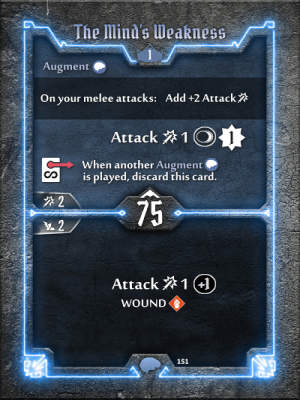 The Mind's Weakness
1
Augment
On your melee attacks: Add +2 Attack
Attack 1 1
When another Augment
is played, discard this card.
2
75
2
Attack 1 +1
WOUND
151